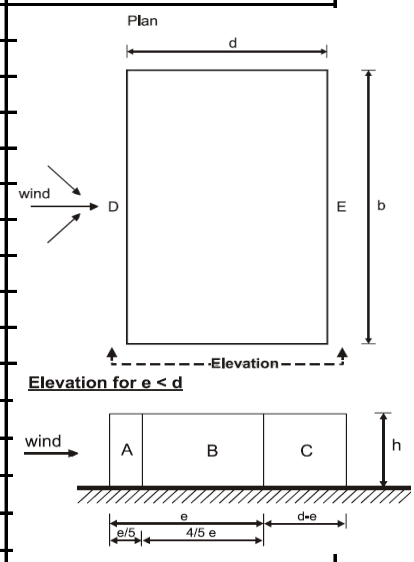 Plan
d
wind
D
E
b
Elevation
Elevation for e < d
wind
A
B
C
h
e
d-e
e/5
4/5 e